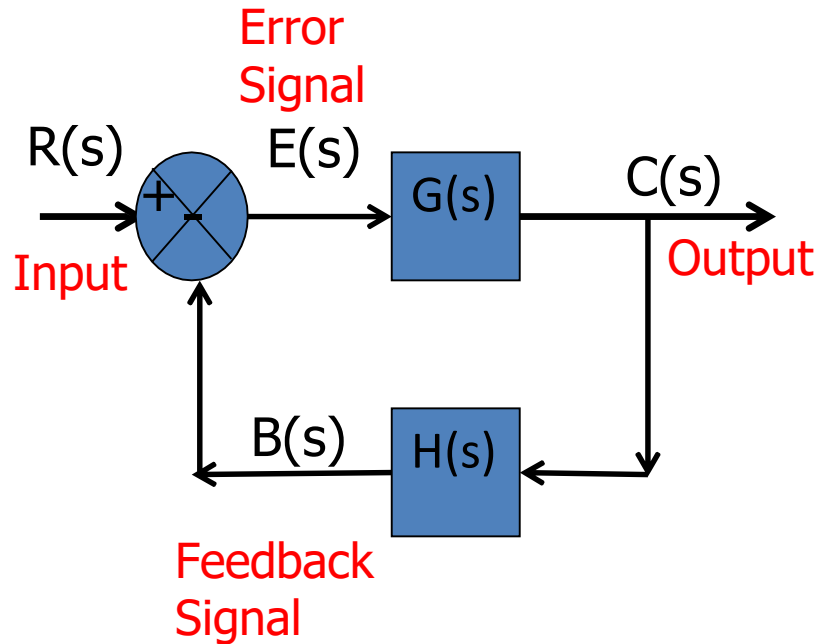 Error
Signal
R(s)
E(s)
G(s)
C(s)
+
-
Input
Output
B(s)
H(s)
Feedback
Signal